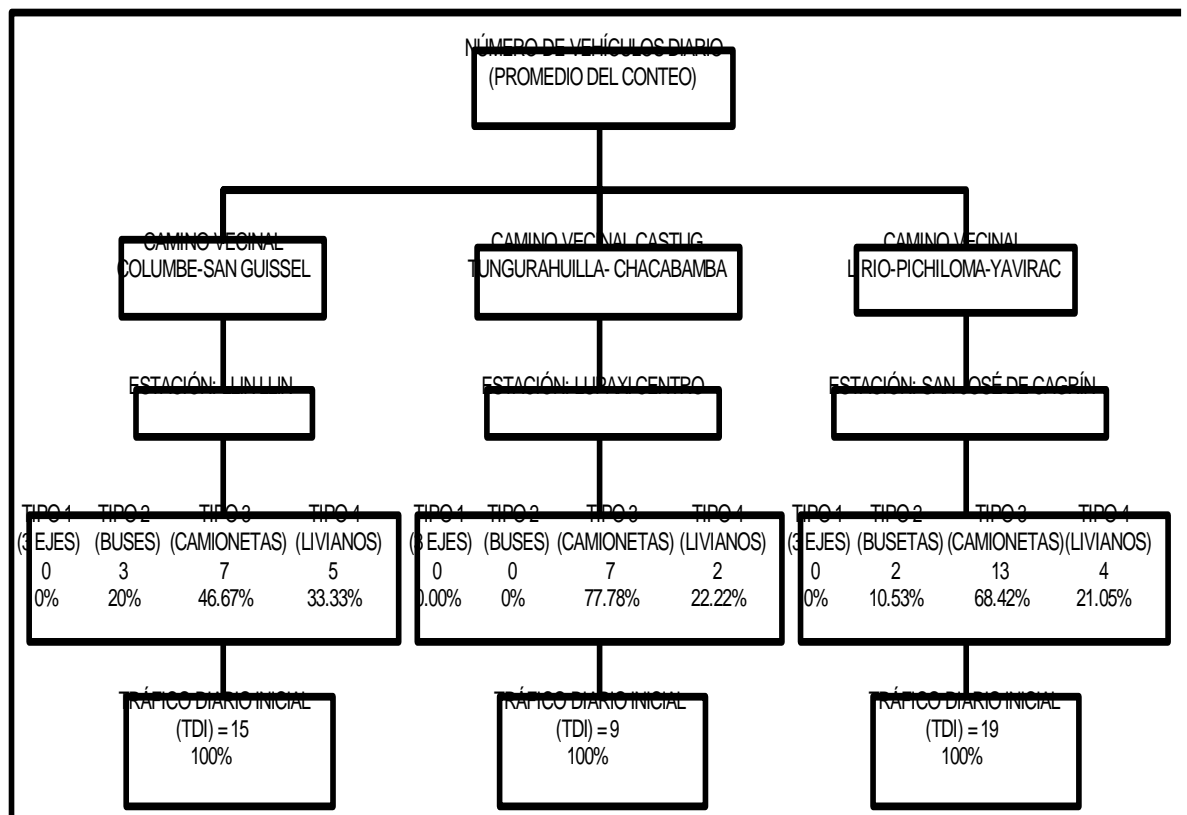 NÚMERO DE VEHÍCULOS DIARIO
(PROMEDIO DEL CONTEO)
CAMINO VECINAL
COLUMBE-SAN GUISSEL
CAMINO VECINAL CASTUG
TUNGURAHUILLA- CHACABAMBA
CAMINO VECINAL
LIRIO-PICHILOMA-YAVIRAC
ESTACIÓN: LLIN LLIN
ESTACIÓN: LUPAXI CENTRO
ESTACIÓN: SAN JOSÉ DE CAGRÍN
TIPO 1 TIPO 2 TIPO 3 TIPO 4
(3 EJES) (BUSES) (CAMIONETAS) (LIVIANOS)
0 3 7 5
0% 20% 46.67% 33.33%
TIPO 1 TIPO 2 TIPO 3 TIPO 4
(3 EJES) (BUSES) (CAMIONETAS) (LIVIANOS)
0 0 7 2
0.00% 0% 77.78% 22.22%
TIPO 1 TIPO 2 TIPO 3 TIPO 4
(3 EJES) (BUSETAS) (CAMIONETAS) (LIVIANOS)
0 2 13 4
0% 10.53% 68.42% 21.05%
TRÁFICO DIARIO INICIAL
(TDI) = 15
100%
TRÁFICO DIARIO INICIAL
(TDI) = 9
100%
TRÁFICO DIARIO INICIAL
(TDI) = 19
100%